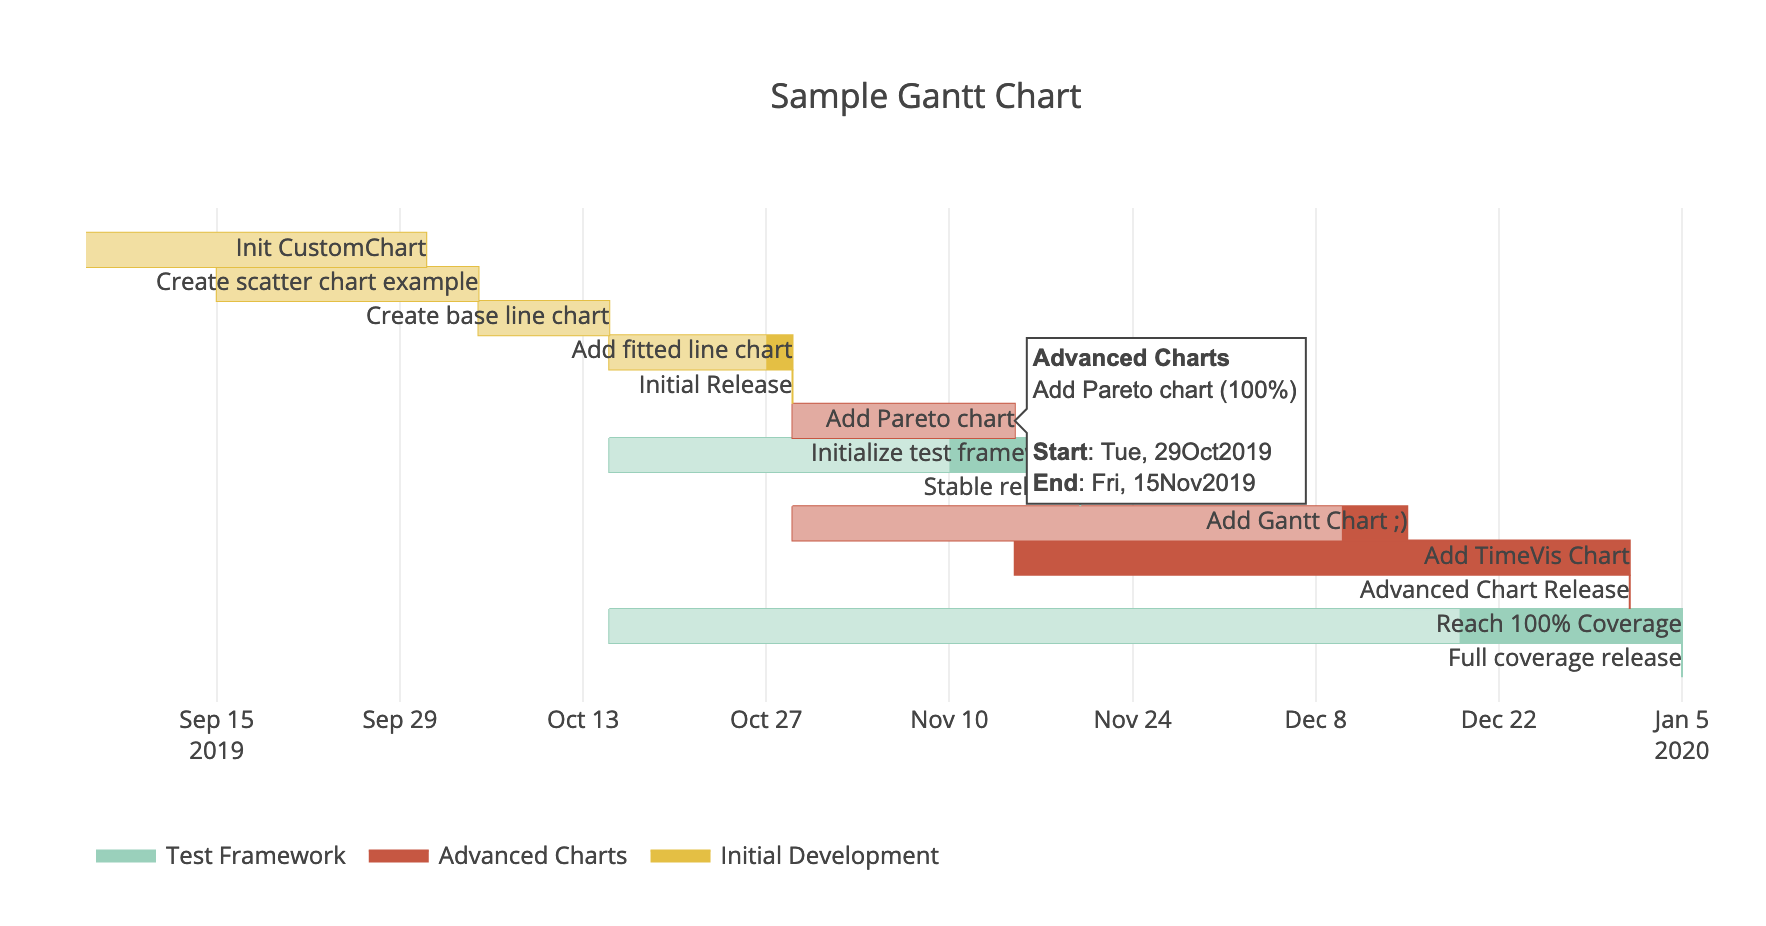 Sample Gantt Chart
Init CustomChart
Create scatter chart example
Create base line chart
Add fitted line chart
Initial Release
Add Pareto chart
Advanced Charts
Add Pareto chart (100%)
Start: Tue, 29Oct2019
End: Fri, 15Nov2019
Initialize test
Stable
Add Gantt Chart ;)
Add TimeVis Chart
Advanced Chart Release
Reach 100% Coverage
Full coverage release
Sep 15 Sep 29 Oct 13 Oct 27 Nov 10 Nov 24 Dec 8 Dec 22 Jan 5
2019 2020
Test Framework Advanced Charts Initial Development